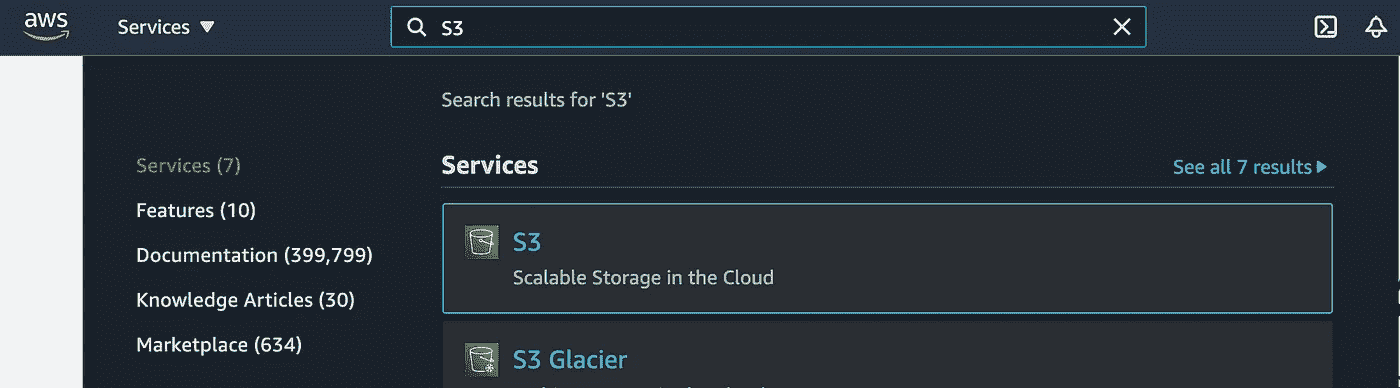 aws
Services ▼
S3
Search results for 'S3'
Services (7)
Features (10)
Documentation (399,799)
Knowledge Articles (30)
Marketplace (634)
Services
See all 7 results ▶
S3
Scalable Storage in the Cloud
S3 Glacier